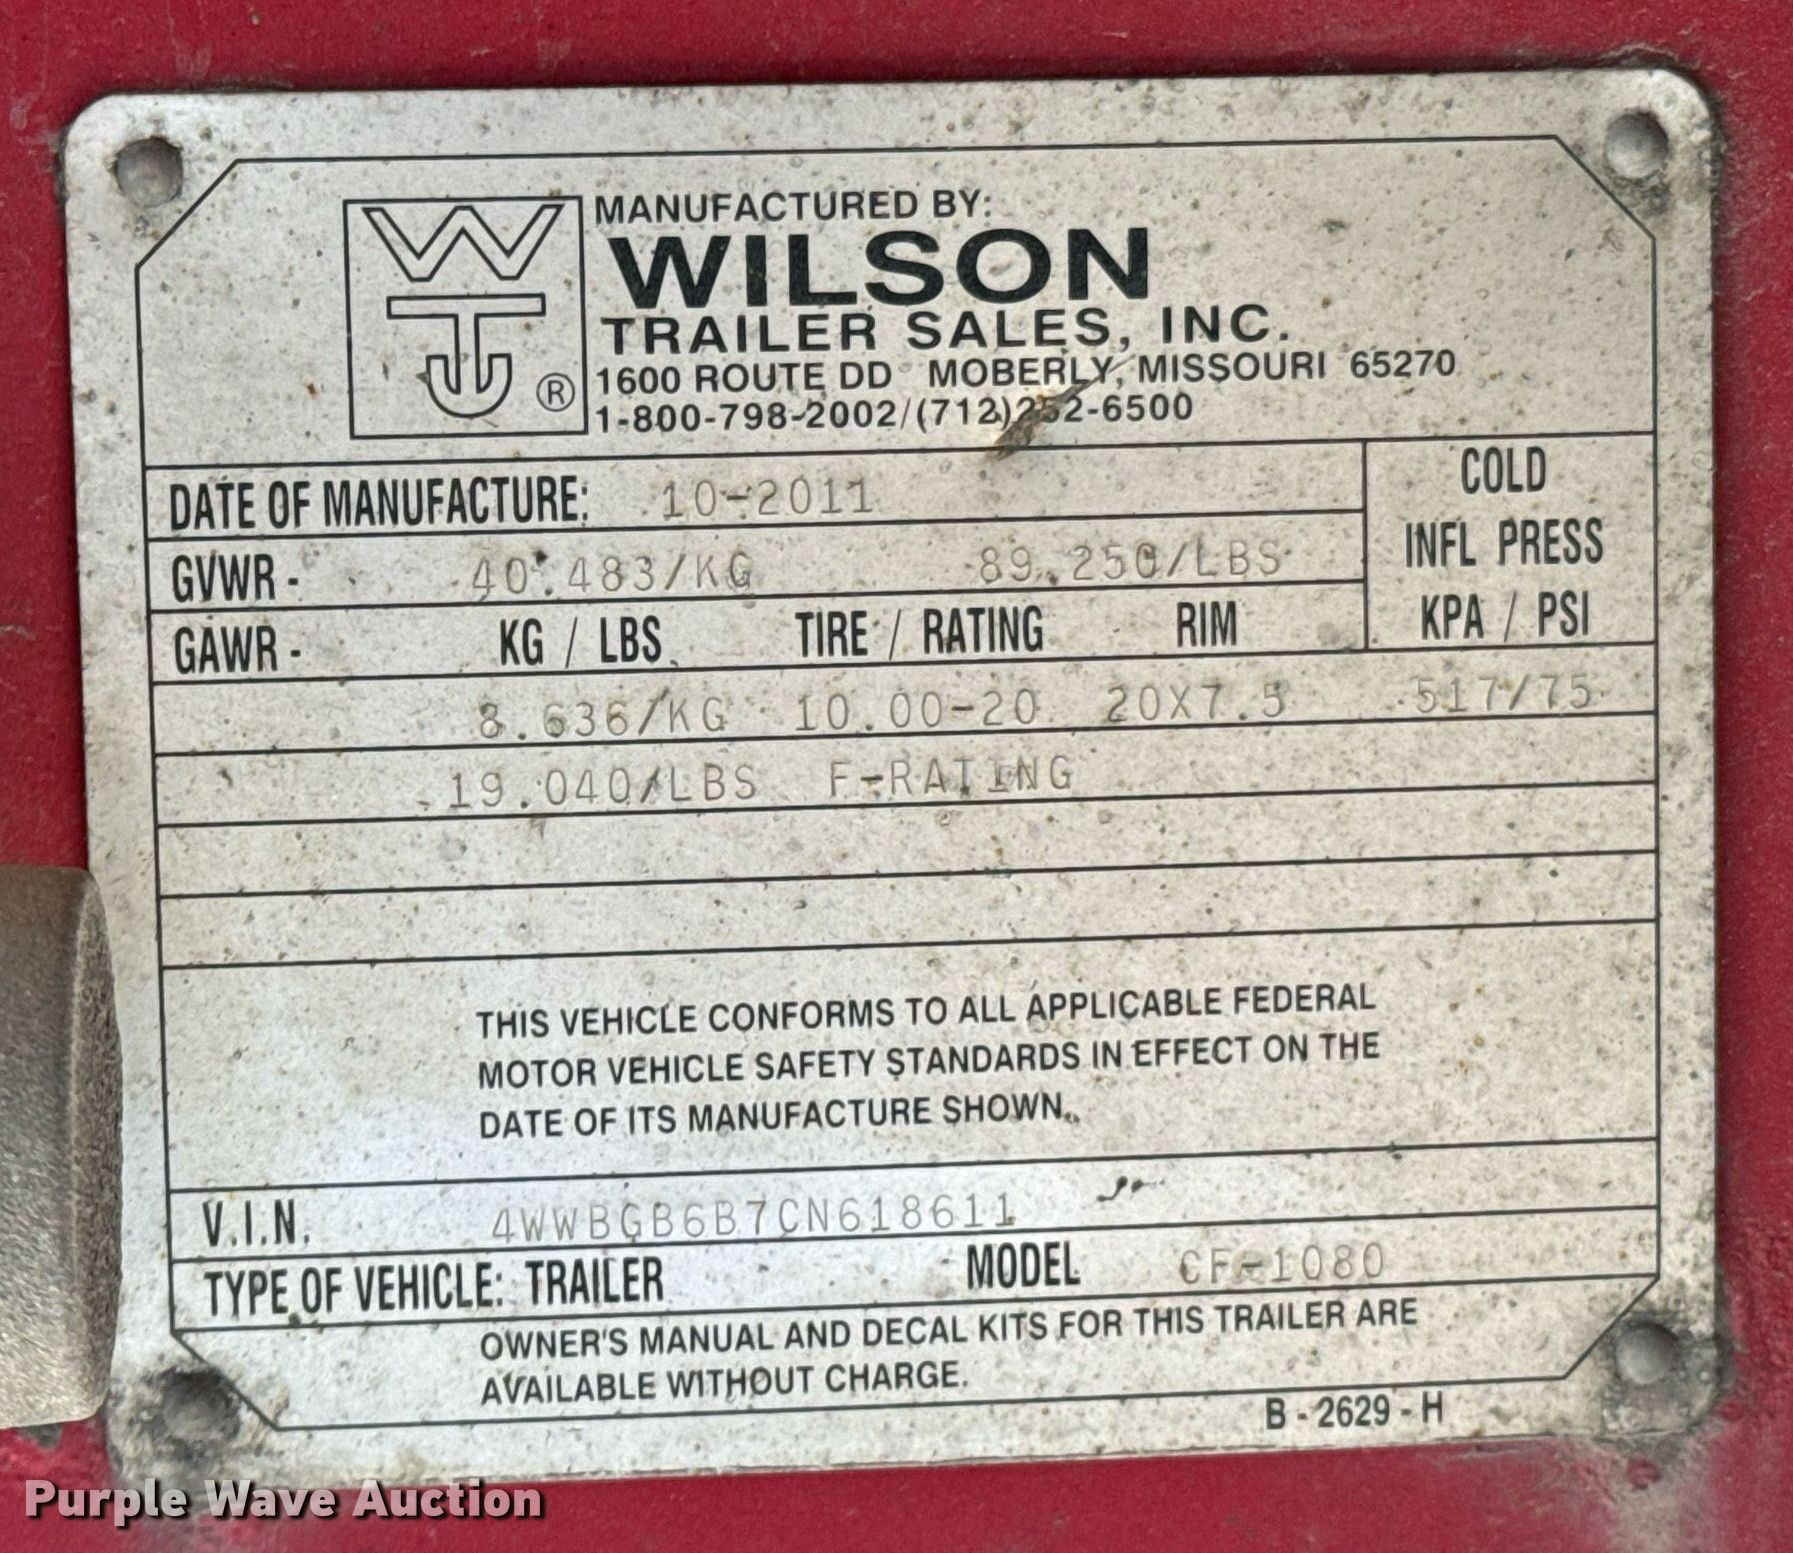 MANUFACTURED BY:
WILSON
TRAILER SALES, INC.
1600 ROUTE DD MOBERLY, MISSOURI 65270
1-800-798-2002/(712)252-6500
WTJ ®
DATE OF MANUFACTURE: 10-2011
COLD
INFL PRESS
KPA / PSI
GVWR - 40.483/KG 89.250/LBS
GAWR - KG / LBS TIRE / RATING RIM
8.636/KG 10.00-20 20X7.5 517/75
19.040/LBS F-RATING
THIS VEHICLE CONFORMS TO ALL APPLICABLE FEDERAL
MOTOR VEHICLE SAFETY STANDARDS IN EFFECT ON THE
DATE OF ITS MANUFACTURE SHOWN.
V.I.N. 4WWBGB6B7CN618611
TYPE OF VEHICLE: TRAILER MODEL CF-1080
OWNER'S MANUAL AND DECAL KITS FOR THIS TRAILER ARE
AVAILABLE WITHOUT CHARGE.
B - 2629 - H
Purple Wave Auction